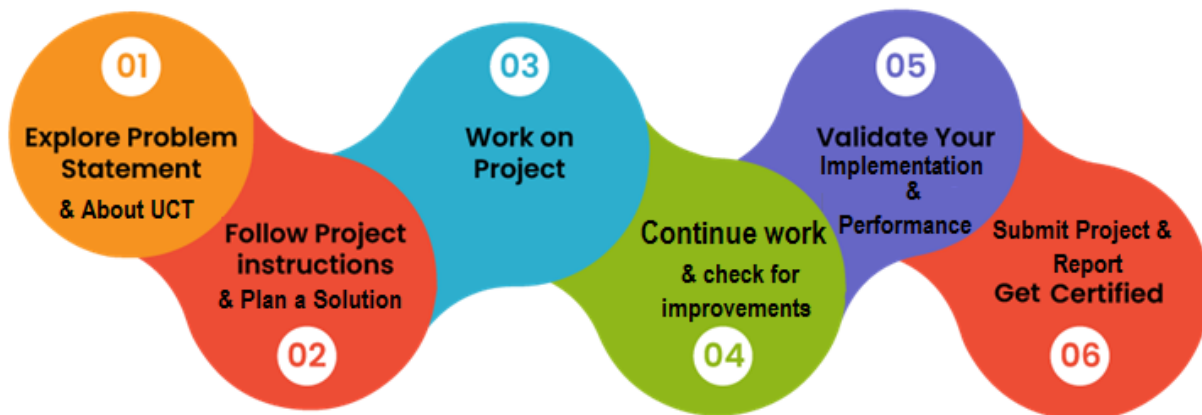 01
Explore Problem
Statement
& About UCT
Follow Project
instructions
& Plan a Solution
02
03
Work on
Project
Continue work
& check for
improvements
04
05
Validate Your
Implementation
&
Performance
Submit Project &
Report
Get Certified
06